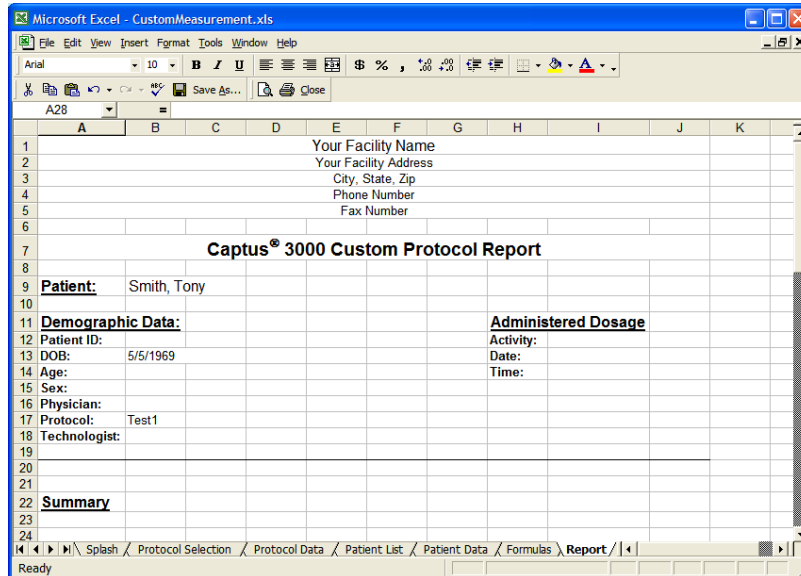 Microsoft Excel - CustomMeasurement.xls
File Edit View Insert Format Tools Window Help
Arial 10 B I U $ % ,
ABC Save As... Close
A28 =
A B C D E F G H I J K
1 Your Facility Name
2 Your Facility Address
3 City, State, Zip
4 Phone Number
5 Fax Number
6
7 Captus® 3000 Custom Protocol Report
8
9 Patient: Smith, Tony
10
11 Demographic Data: Administered Dosage
12 Patient ID: Activity:
13 DOB: 5/5/1969 Date:
14 Age: Time:
15 Sex:
16 Physician:
17 Protocol: Test1
18 Technologist:
19
20
21
22 Summary
23
24
Splash / Protocol Selection / Protocol Data / Patient List / Patient Data / Formulas \ Report /
Ready